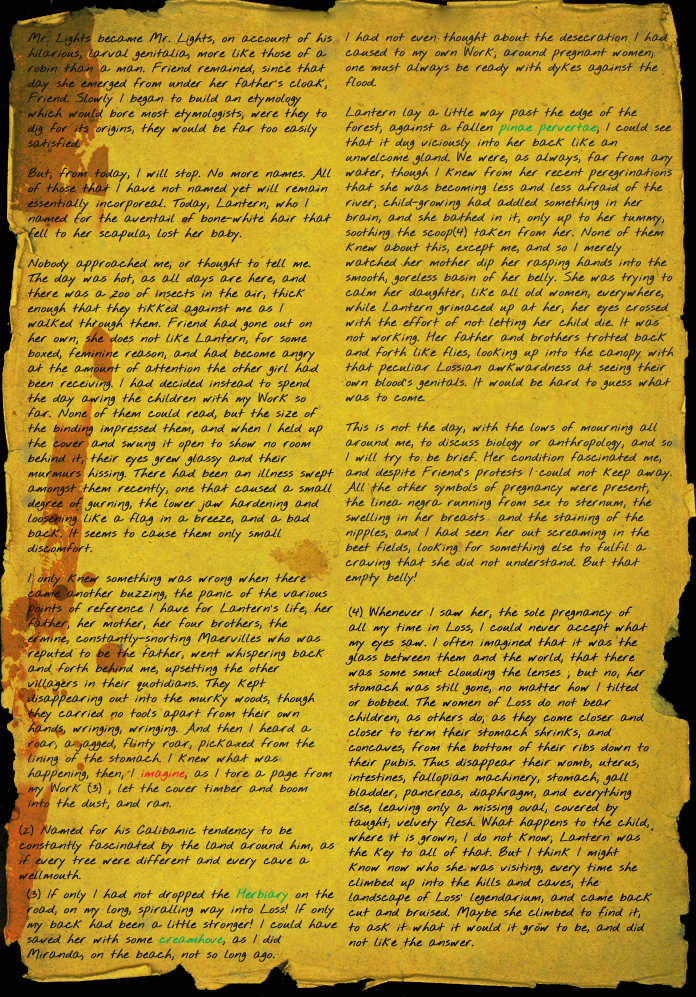 Mr. Lights became Mr. Lights, on account of his
hilarious, larval genitalia, more like those of a
robin than a man. Friend remained, since that
day she emerged from under her father's cloak,
Friend. Slowly I began to build an etymology
which would bore most etymologists, were they to
dig for its origins, they would be far too easily
satisfied.
But, from today, I will stop. No more names. All
of those that I have not named yet will remain
essentially incorporeal. Today, Lantern, who I
named for the aventail of bone-white hair that
fell to her scapula, lost her baby.
Nobody approached me, or thought to tell me.
The day was hot, as all days are here, and
there was a zoo of insects in the air, thick
enough that they tikked against me as I
walked through them. Friend had gone out on
her own, she does not like Lantern, for some
boxed, feminine reason, and had become angry
at the amount of attention the other girl had
been receiving. I had decided instead to spend
the day awing the children with my Work so
far. None of them could read, but the size of
the binding impressed them, and when I held up
the cover and swung it open to show no room
behind it, their eyes grew glassy and their
murmurs hissing. There had been an illness swept
amongst them recently, one that caused a small
degree of gurning, the lower jaw hardening and
loosening like a flag in a breeze, and a bad
back. It seems to cause them only small
discomfort.
I only knew something was wrong when there
came another buzzing, the panic of the various
points of reference I have for Lantern's life, her
father, her mother, her four brothers, the
ermine, constantly-snorting Maervilles who was
reputed to be the father, went whispering back
and forth behind me, upsetting the other
villagers in their quotidians. They kept
disappearing out into the murky woods, though
they carried no tools apart from their own
hands, wringing, wringing. And then I heard a
roar, a jagged, flinty roar, pickaxed from the
lining of the stomach. I knew what was
happening, then, I imagine, as I tore a page from
my Work (3) , let the cover timber and boom
into the dust, and ran.
(2) Named for his Calibanic tendency to be
constantly fascinated by the land around him, as
if every tree were different and every cave a
wellmouth.
(3) If only I had not dropped the Herbiary on the
road, on my long, spiralling way into Loss! If only
my back had been a little stronger! I could have
saved her with some creamhove, as I did
Miranda, on the beach, not so long ago.
I had not even thought about the desecration I had
caused to my own Work, around pregnant women,
one must always be ready with dykes against the
flood.
Lantern lay a little way past the edge of the
forest, against a fallen pinae pervertae, I could see
that it dug viciously into her back like an
unwelcome gland. We were, as always, far from any
water, though I knew from her recent peregrinations
that she was becoming less and less afraid of the
river, child-growing had addled something in her
brain, and she bathed in it, only up to her tummy,
soothing the scoop(4) taken from her. None of them
knew about this, except me, and so I merely
watched her mother dip her rasping hands into the
smooth, goreless basin of her belly. She was trying to
calm her daughter, like all old women, everywhere,
while Lantern grimaced up at her, her eyes crossed
with the effort of not letting her child die. It was
not working. Her father and brothers trotted back
and forth like flies, looking up into the canopy with
that peculiar Lossian awkwardness at seeing their
own blood's genitals. It would be hard to guess what
was to come.
This is not the day, with the lows of mourning all
around me, to discuss biology or anthropology, and so
I will try to be brief. Her condition fascinated me,
and despite Friend's protests I could not keep away.
All the other symbols of pregnancy were present,
the linea negra running from sex to sternum, the
swelling in her breasts and the staining of the
nipples, and I had seen her out screaming in the
beet fields, looking for something else to fulfil a
craving that she did not understand. But that
empty belly!
(4) Whenever I saw her, the sole pregnancy of
all my time in Loss, I could never accept what
my eyes saw. I often imagined that it was the
glass between them and the world, that there
was some smut clouding the lenses , but no, her
stomach was still gone, no matter how I tilted
or bobbed. The women of Loss do not bear
children, as others do, as they come closer and
closer to term their stomach shrinks, and
concaves, from the bottom of their ribs down to
their pubis. Thus disappear their womb, uterus,
intestines, fallopian machinery, stomach, gall
bladder, pancreas, diaphragm, and everything
else, leaving only a missing oval, covered by
taught, velvety flesh. What happens to the child,
where it is grown, I do not know, Lantern was
the key to all of that. But I think I might
know now who she was visiting, every time she
climbed up into the hills and caves, the
landscape of Loss' legendarium, and came back
cut and bruised. Maybe she climbed to find it,
to ask it what it would it grow to be, and did
not like the answer.